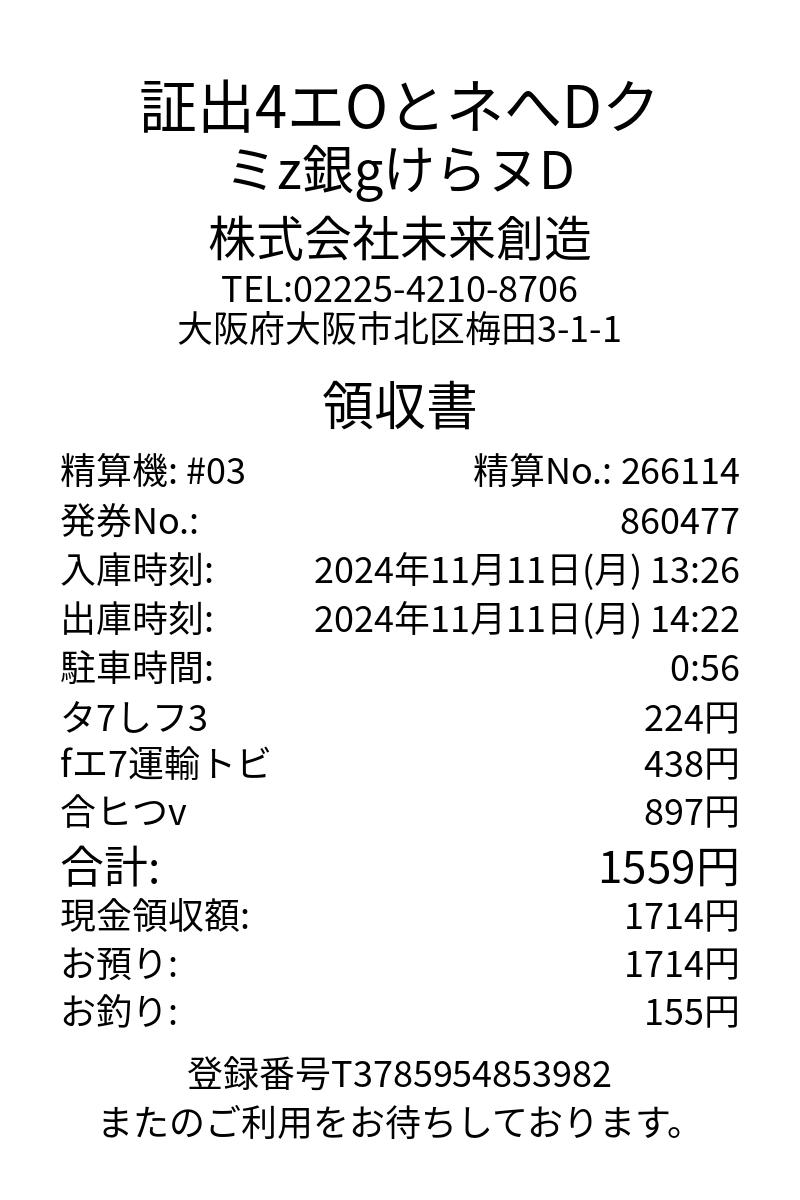 証出4エOとネへDク
ミz銀gけらヌD
株式会社未来創造
TEL:02225-4210-8706
大阪府大阪市北区梅田3-1-1
領収書
精算機: #03 精算No.: 266114
発券No.: 860477
入庫時刻: 2024年11月11日(月) 13:26
出庫時刻: 2024年11月11日(月) 14:22
駐車時間: 0:56
タ7しフ3 224円
fエ7運輸トビ 438円
合ヒつv 897円
合計: 1559円
現金領収額: 1714円
お預り: 1714円
お釣り: 155円
登録番号T3785954853982
またのご利用をお待ちしております。